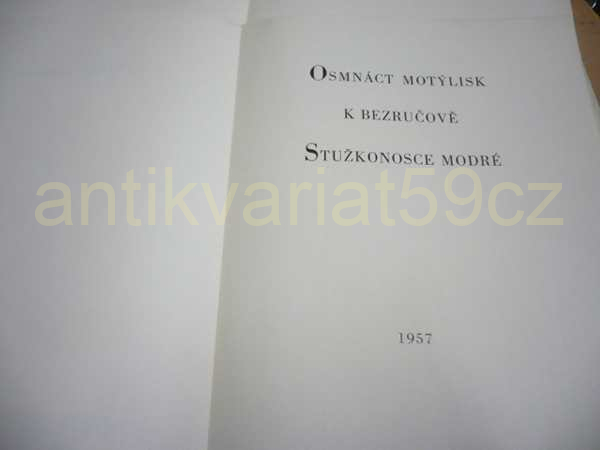 OSMNÁCT MOTÝLISK
K BEZRUČOVĚ
STUŽKONOSCE MODRÉ
antikvariat59cz
1957